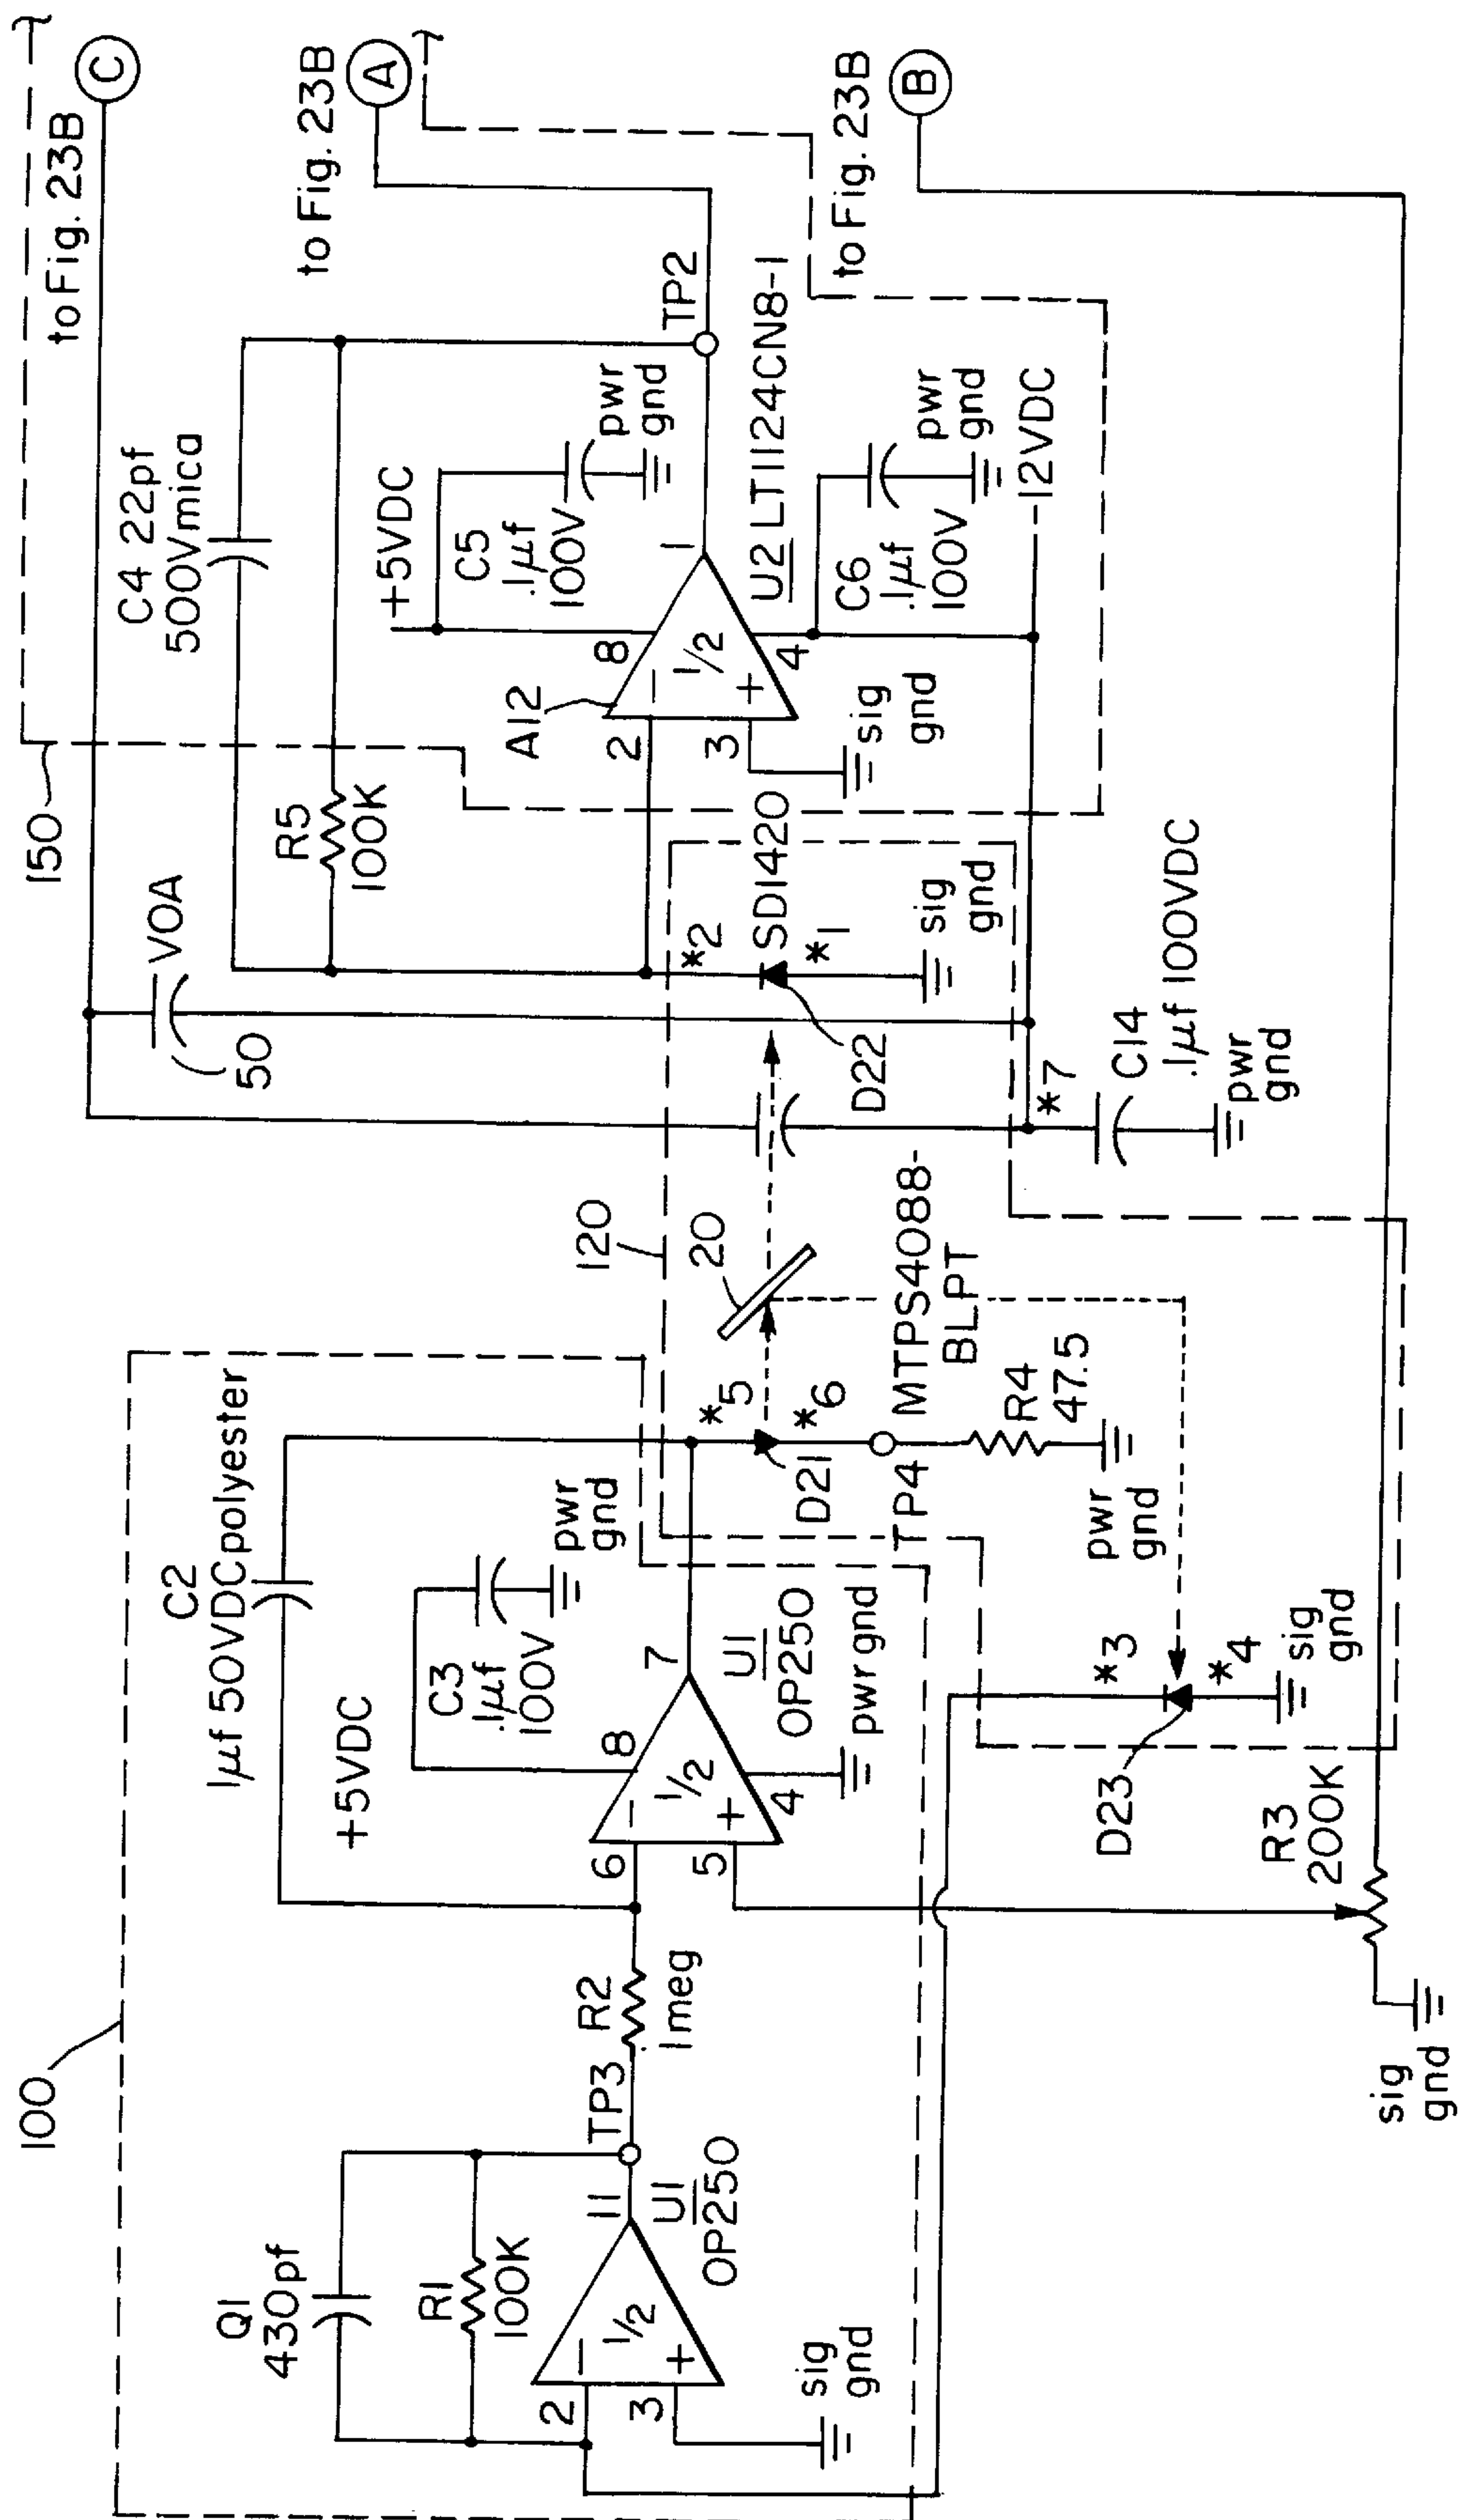 100
Q1
430pf
R1
100K
2
3
1/2
11
U1
OP250
sig
gnd
TP3
R2
1meg
C2
1µf 50VDC polyester
+5VDC
C3
.1µf
100V
pwr
gnd
6
5
8
1/2
7
4
U1
OP250
pwr gnd
D21
*5
*6
TP4
MTPS4088-
BLPT
R4
47.5
pwr
gnd
D23
*3
*4
sig
gnd
R3
200K
sig
gnd
120
20
150
VOA
50
R5
100K
C4 22pf
500V mica
*2
SD1420
*1
D22
sig
gnd
*7
C14
.1µf 100VDC
pwr
gnd
A12
2
3
8
1/2
4
1
+5VDC
C5
.1µf
100V
pwr
gnd
sig
gnd
U2 LT1124CN8-1
C6
.1µf
100V
pwr
gnd
-12VDC
TP2
to Fig. 23B
C
to Fig. 23B
A
to Fig. 23B
B